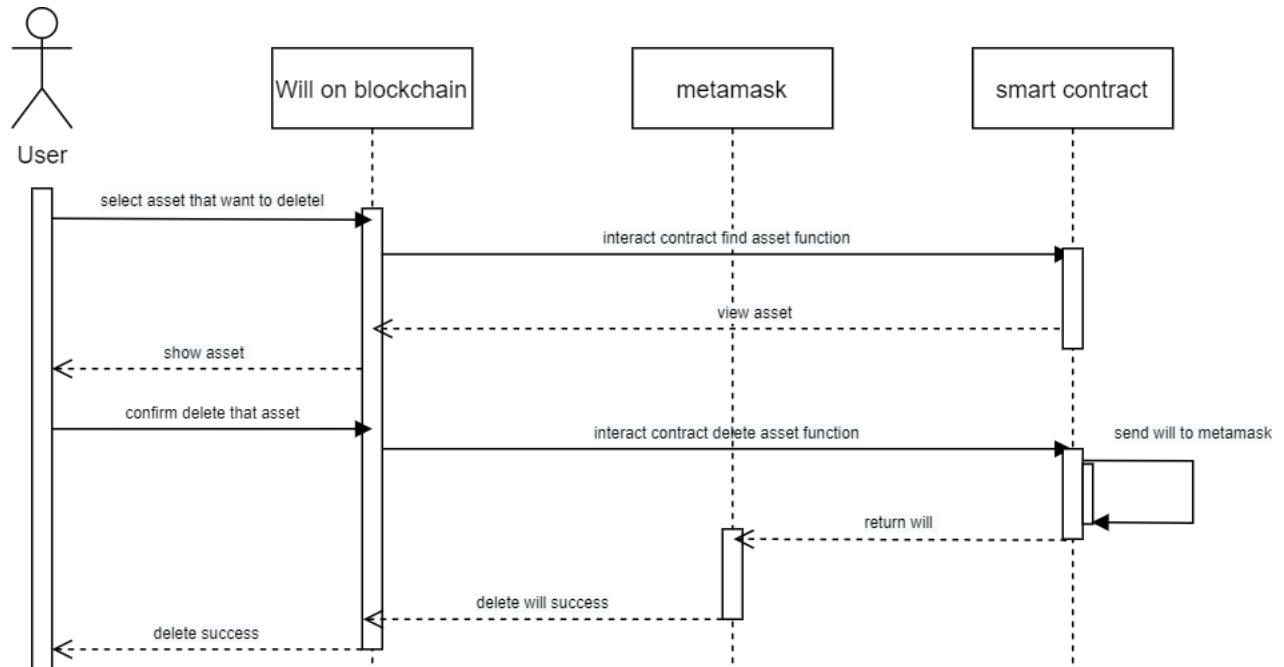 Will on blockchain
metamask
smart contract
User
select asset that want to deletel
interact contract find asset function
view asset
show asset
confirm delete that asset
interact contract delete asset function
send will to metamask
return will
delete will success
delete success